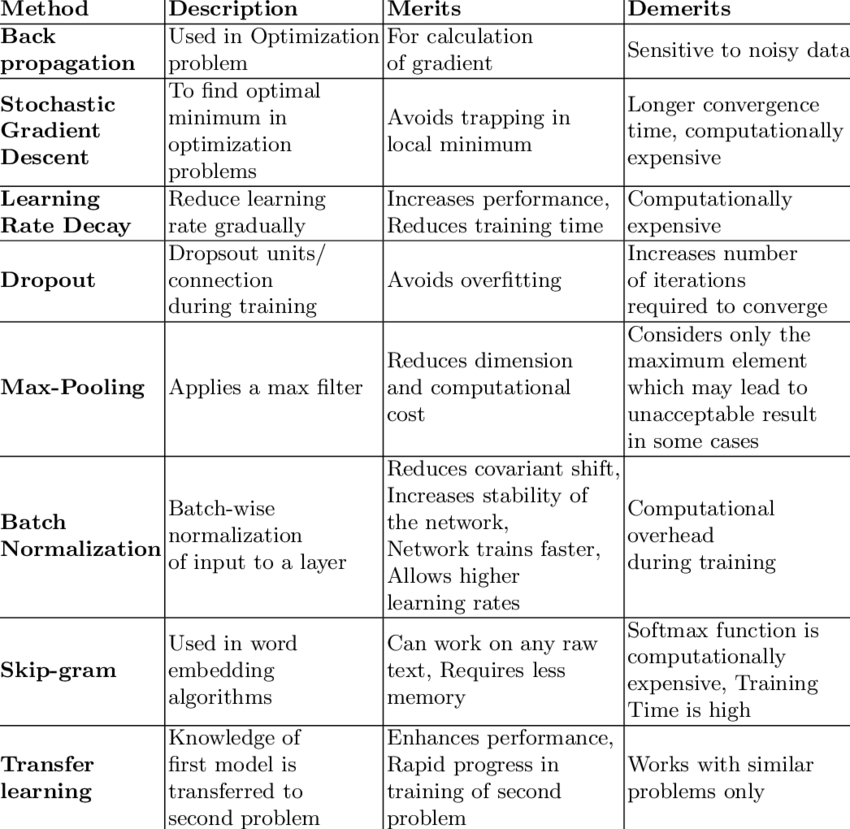 Method Description Merits Demerits
Back propagation Used in Optimization problem For calculation of gradient Sensitive to noisy data
Stochastic Gradient Descent To find optimal minimum in optimization problems Avoids trapping in local minimum Longer convergence time, computationally expensive
Learning Rate Decay Reduce learning rate gradually Increases performance, Reduces training time Computationally expensive
Dropout Dropsout units/ connection during training Avoids overfitting Increases number of iterations required to converge
Max-Pooling Applies a max filter Reduces dimension and computational cost Considers only the maximum element which may lead to unacceptable result in some cases
Batch Normalization Batch-wise normalization of input to a layer Reduces covariant shift, Increases stability of the network, Network trains faster, Allows higher learning rates Computational overhead during training
Skip-gram Used in word embedding algorithms Can work on any raw text, Requires less memory Softmax function is computationally expensive, Training Time is high
Transfer learning Knowledge of first model is transferred to second problem Enhances performance, Rapid progress in training of second problem Works with similar problems only